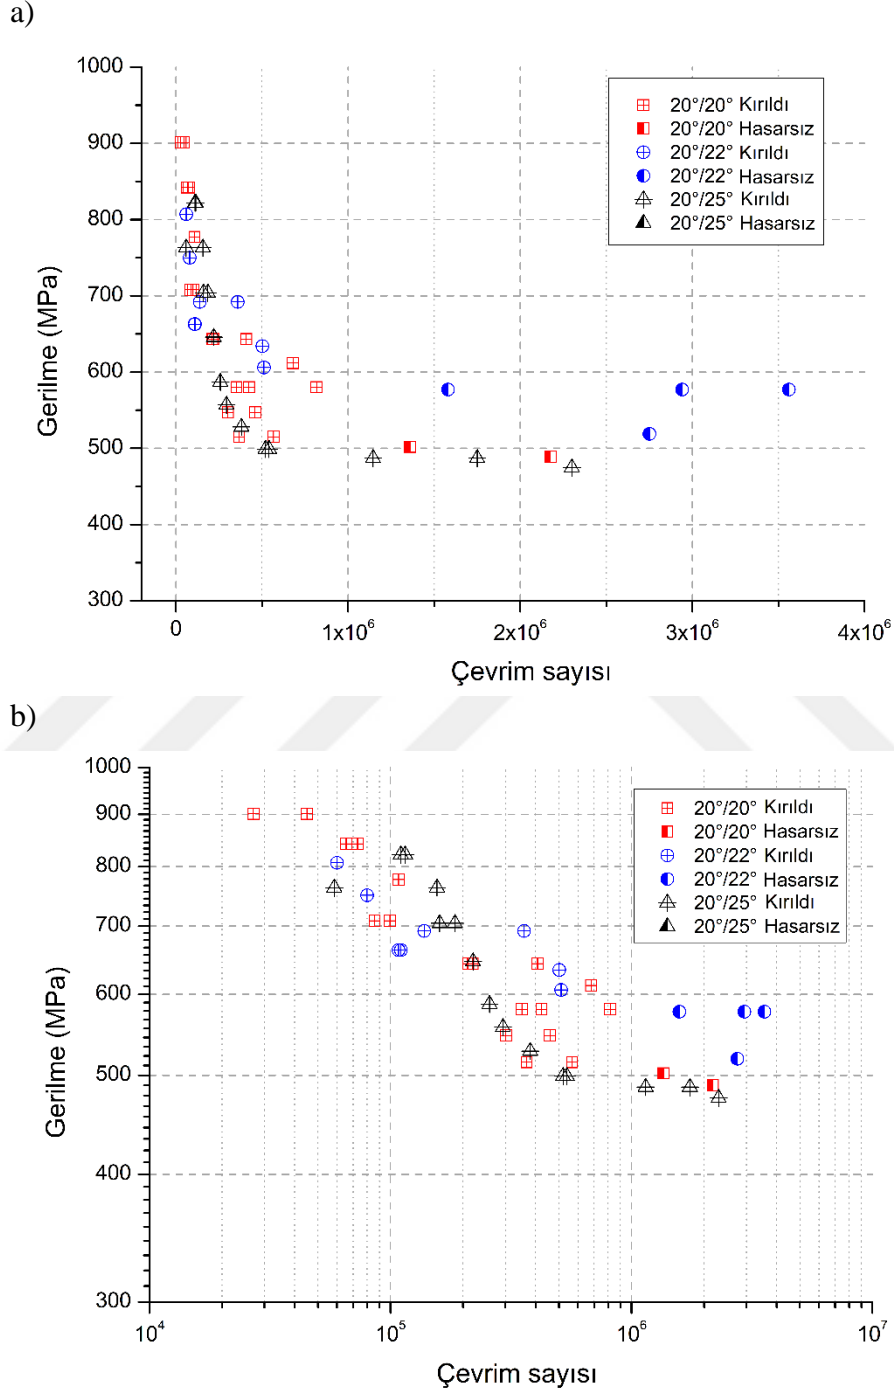 a)
1000
900
800
700
600
500
400
300
Gerilme (MPa)
20°/20° Kırıldı
20°/20° Hasarsız
20°/22° Kırıldı
20°/22° Hasarsız
20°/25° Kırıldı
20°/25° Hasarsız
0 1x10⁶ 2x10⁶ 3x10⁶ 4x10⁶
Çevrim sayısı
b)
1000
900
800
700
600
500
400
300
Gerilme (MPa)
20°/20° Kırıldı
20°/20° Hasarsız
20°/22° Kırıldı
20°/22° Hasarsız
20°/25° Kırıldı
20°/25° Hasarsız
10⁴ 10⁵ 10⁶ 10⁷
Çevrim sayısı